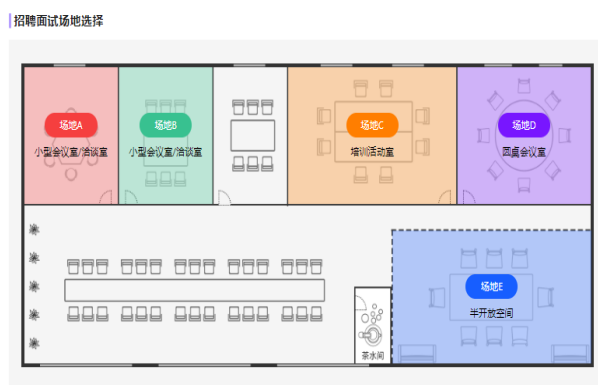 招聘面试场地选择
场地A
小型会议室/洽谈室
场地B
小型会议室/洽谈室
场地C
培训活动室
场地D
圆桌会议室
场地E
半开放空间
茶水间